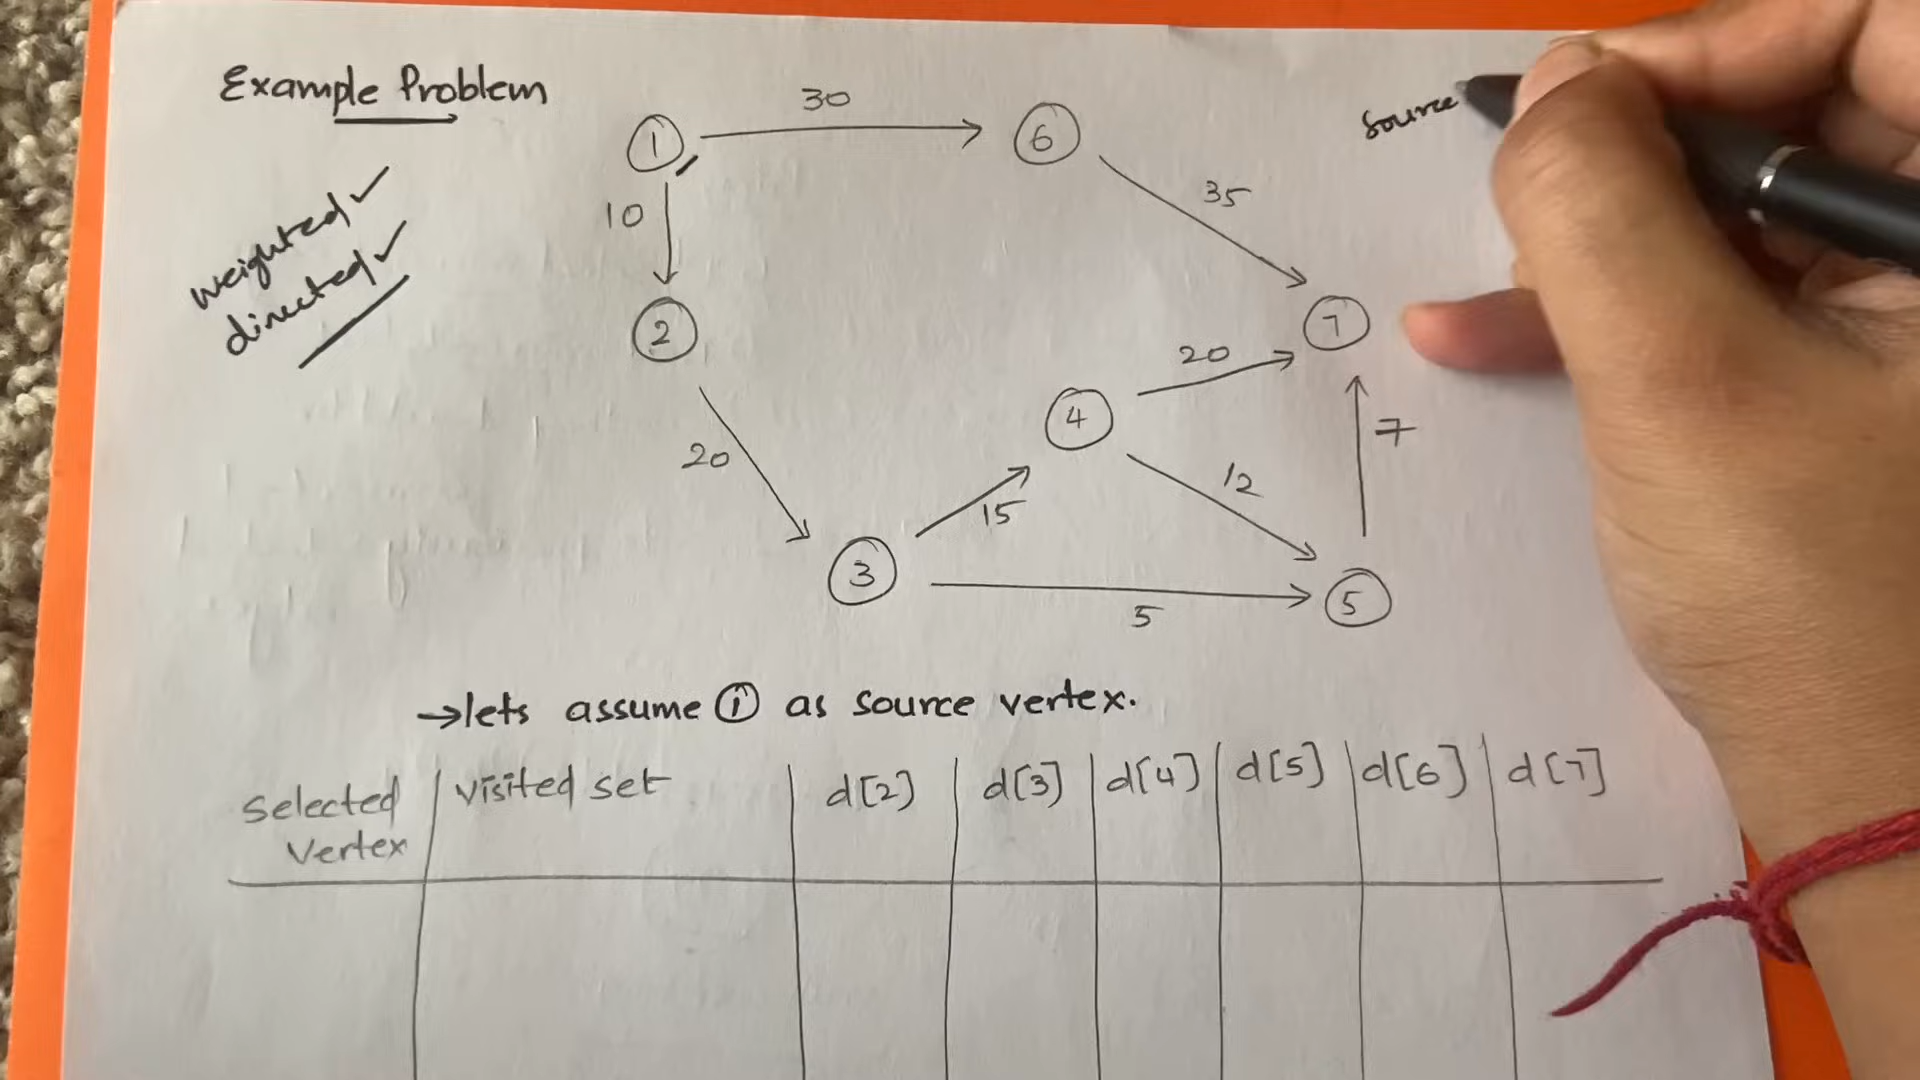 Example Problem
Weighted ✓
directed ✓
Source
1
30
6
10
35
2
7
20
4
7
20
12
15
3
5
5
→lets assume ① as source vertex.
Selected Vertex
Visited set
d[2]
d[3]
d[4]
d[5]
d[6]
d[7]